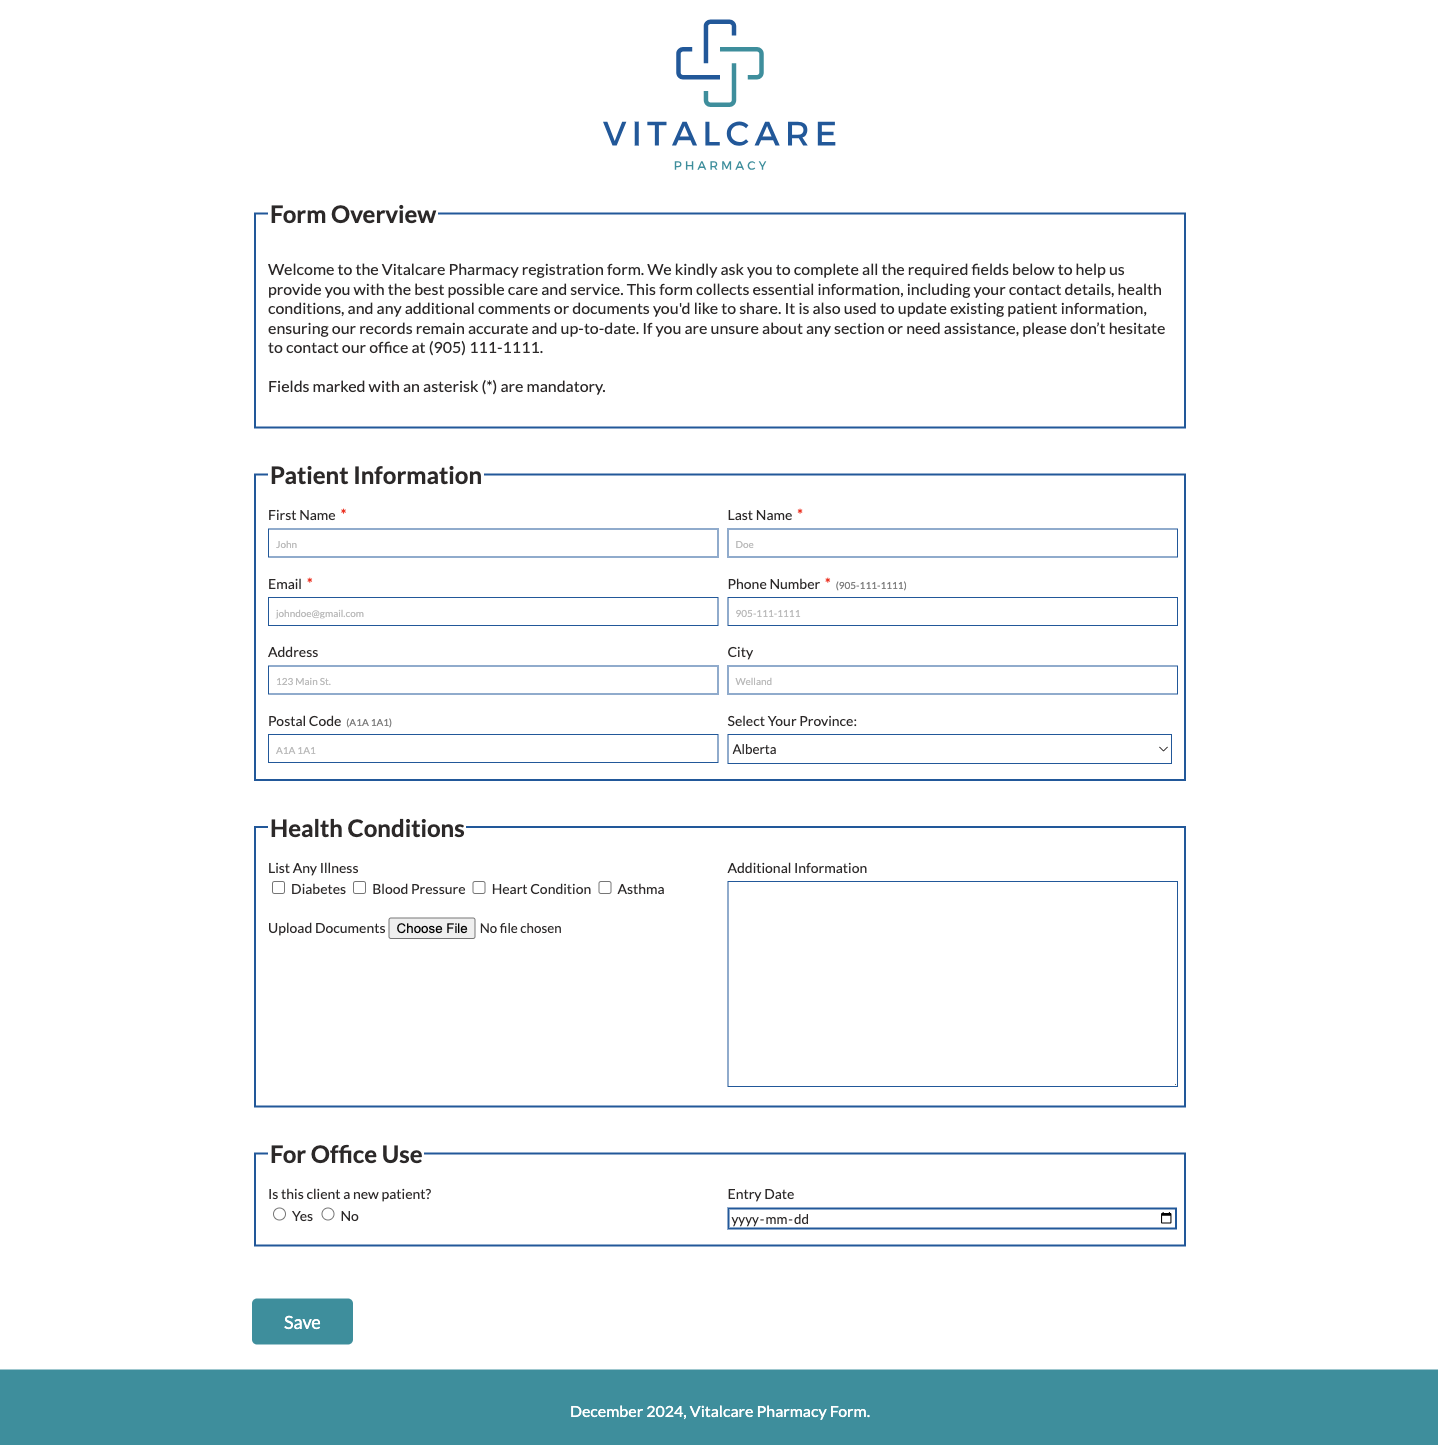 VITALCARE
PHARMACY
Form Overview
Welcome to the Vitalcare Pharmacy registration form. We kindly ask you to complete all the required fields below to help us
provide you with the best possible care and service. This form collects essential information, including your contact details, health
conditions, and any additional comments or documents you'd like to share. It is also used to update existing patient information,
ensuring our records remain accurate and up-to-date. If you are unsure about any section or need assistance, please don’t hesitate
to contact our office at (905) 111-1111.
Fields marked with an asterisk (*) are mandatory.
Patient Information
First Name *
John
Last Name *
Doe
Email *
johndoe@gmail.com
Phone Number * (905-111-1111)
905-111-1111
Address
123 Main St.
City
Welland
Postal Code (A1A 1A1)
A1A 1A1
Select Your Province:
Alberta
Health Conditions
List Any Illness
Diabetes Blood Pressure Heart Condition Asthma
Upload Documents Choose File No file chosen
Additional Information
For Office Use
Is this client a new patient?
Yes No
Entry Date
yyyy-mm-dd
Save
December 2024, Vitalcare Pharmacy Form.